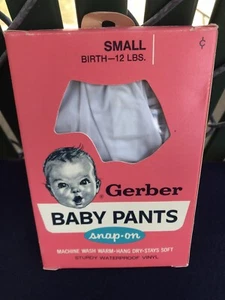 SMALL
BIRTH—12 LBS.
¢
Gerber
BABY PANTS
snap-on
MACHINE WASH WARM-HANG DRY-STAYS SOFT
STURDY WATERPROOF VINYL